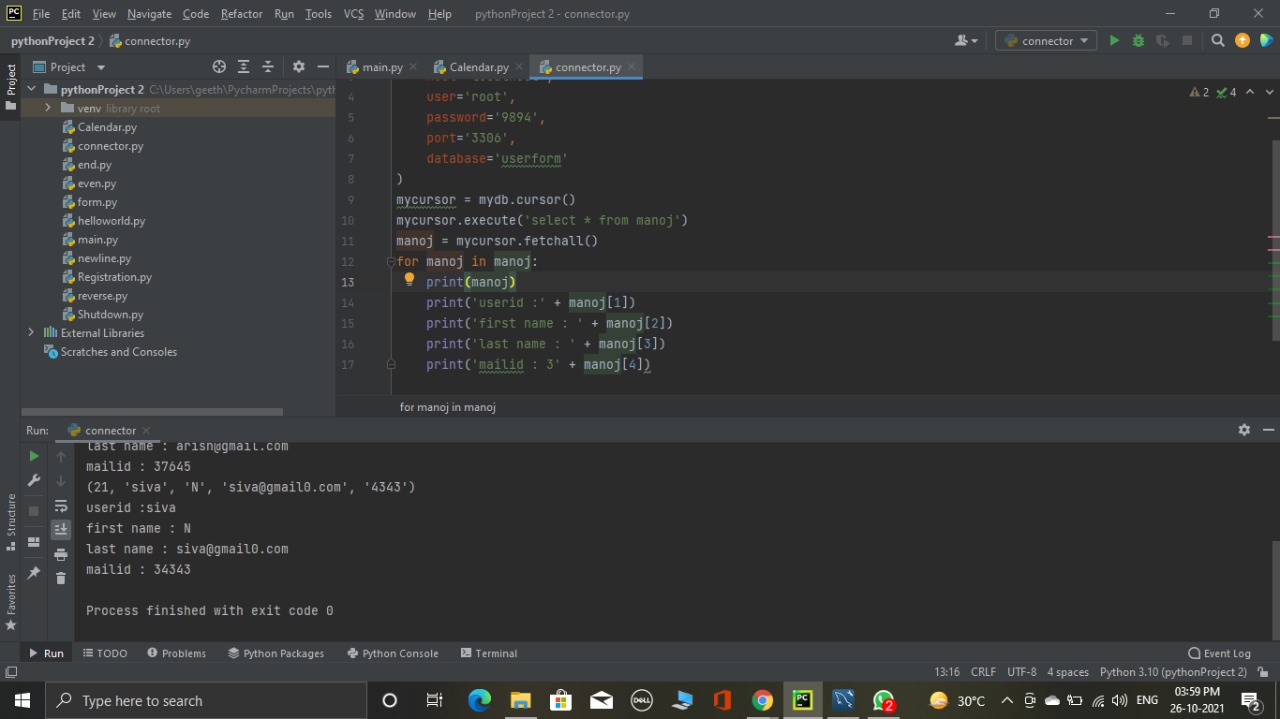 PC File Edit View Navigate Code Refactor Run Tools VCS Window Help pythonProject 2 - connector.py
pythonProject 2 connector.py connector
Project main.py Calendar.py connector.py
pythonProject 2 C:\Users\geeth\PycharmProjects\pyth
venv library root
Calendar.py
connector.py
end.py
even.py
form.py
helloworld.py
main.py
newline.py
Registration.py
reverse.py
Shutdown.py
External Libraries
Scratches and Consoles
Project
2 4
4 user='root',
5 password='9894',
6 port='3306',
7 database='userform'
8 )
9 mycursor = mydb.cursor()
10 mycursor.execute('select * from manoj')
11 manoj = mycursor.fetchall()
12 for manoj in manoj:
13 print(manoj)
14 print('userid :' + manoj[1])
15 print('first name : ' + manoj[2])
16 print('last name : ' + manoj[3])
17 print('mailid : 3' + manoj[4])
for manoj in manoj
Run: connector
last name : arish@gmail.com
mailid : 37645
(21, 'siva', 'N', 'siva@gmail0.com', '4343')
userid :siva
first name : N
last name : siva@gmail0.com
mailid : 34343
Process finished with exit code 0
Structure
Favorites
Run TODO Problems Python Packages Python Console Terminal Event Log
13:16 CRLF UTF-8 4 spaces Python 3.10 (pythonProject 2)
Type here to search DELL PC 2 30°C ENG 03:59 PM
26-10-2021 2